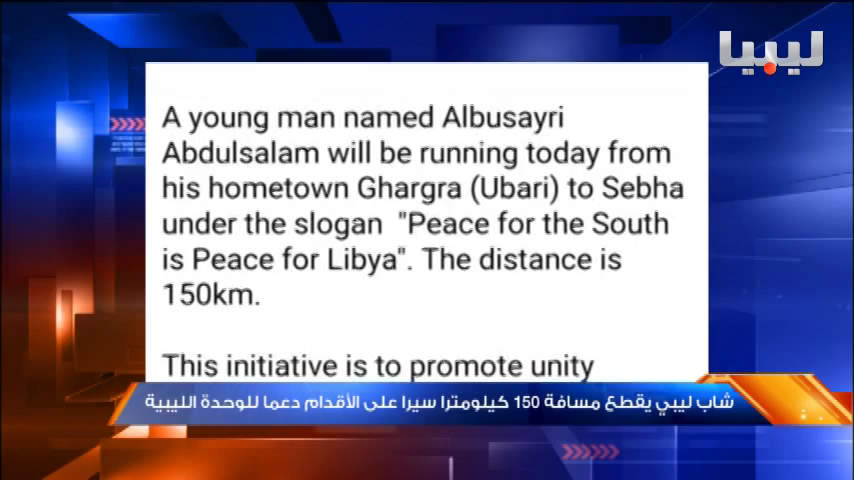 ليبيا
A young man named Albusayri
Abdulsalam will be running today from
his hometown Ghargra (Ubari) to Sebha
under the slogan "Peace for the South
is Peace for Libya". The distance is
150km.
This initiative is to promote unity
شاب ليبي يقطع مسافة 150 كيلومترا سيرا على الأقدام دعما للوحدة الليبية